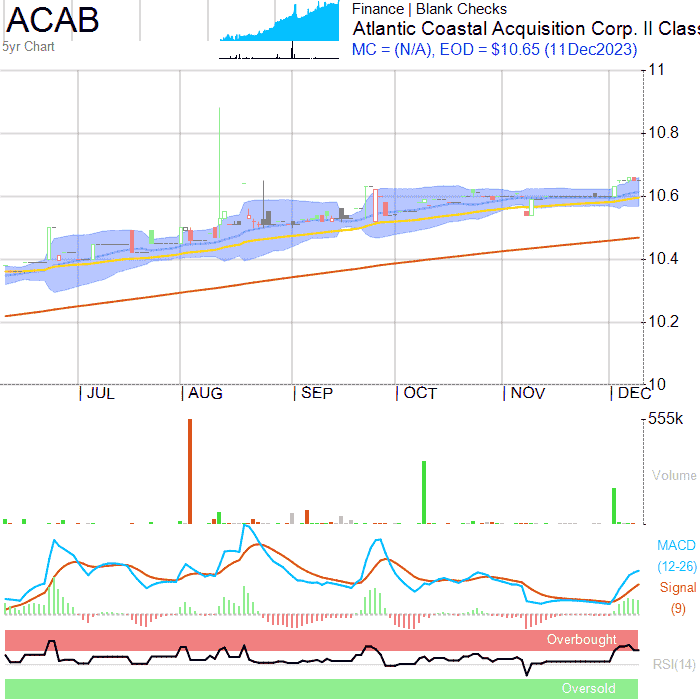 ACAB
5yr Chart
Finance | Blank Checks
Atlantic Coastal Acquisition Corp. II Class
MC = (N/A), EOD = $10.65 (11Dec2023)
11
10.8
10.6
10.4
10.2
10
JUL AUG SEP OCT NOV DEC
555k
Volume
MACD
(12-26)
Signal
(9)
Overbought
RSI(14)
Oversold